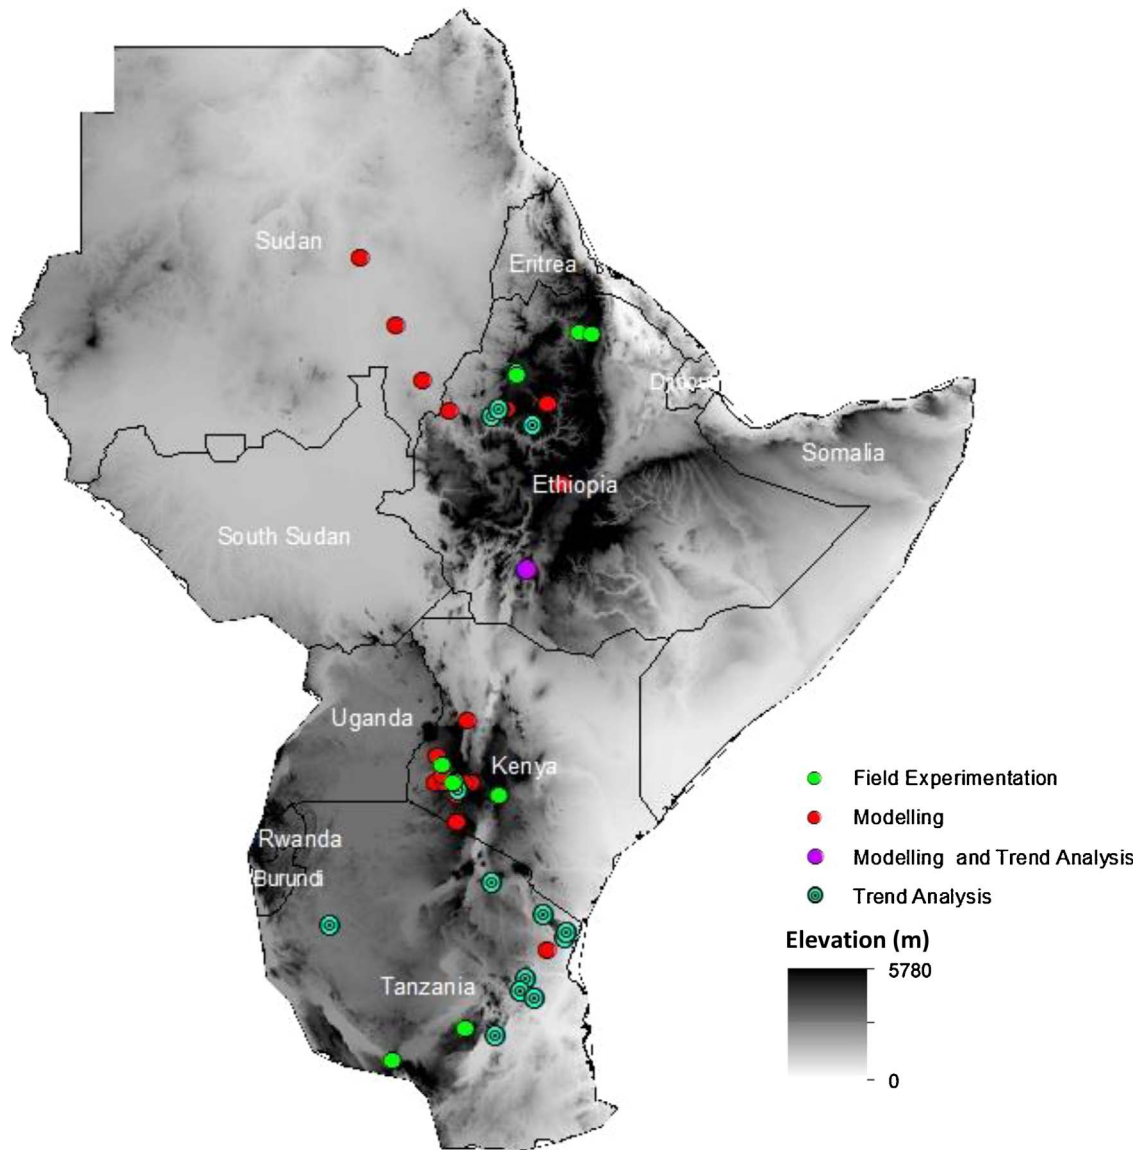 Sudan
Eritrea
Djibouti
Somalia
Ethiopia
South Sudan
Uganda
Kenya
Rwanda
Burundi
Tanzania
Field Experimentation
Modelling
Modelling and Trend Analysis
Trend Analysis
Elevation (m)
5780
0